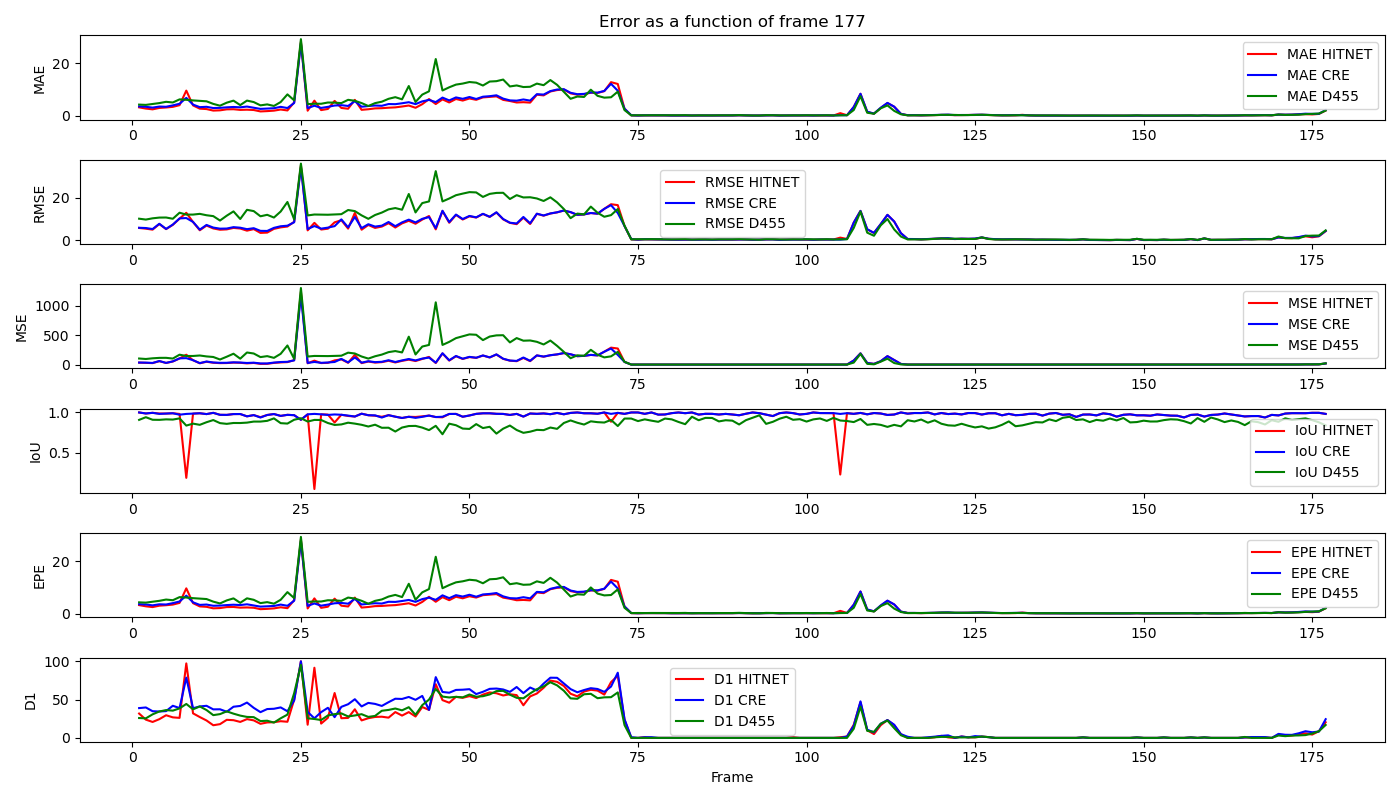 Error as a function of frame 177
MAE
20
0
MAE HITNET
MAE CRE
MAE D455
0 25 50 75 100 125 150 175
RMSE
20
0
RMSE HITNET
RMSE CRE
RMSE D455
0 25 50 75 100 125 150 175
MSE
1000
500
0
MSE HITNET
MSE CRE
MSE D455
0 25 50 75 100 125 150 175
IoU
1.0
0.5
IoU HITNET
IoU CRE
IoU D455
0 25 50 75 100 125 150 175
EPE
20
0
EPE HITNET
EPE CRE
EPE D455
0 25 50 75 100 125 150 175
D1
100
50
0
D1 HITNET
D1 CRE
D1 D455
0 25 50 75 100 125 150 175
Frame